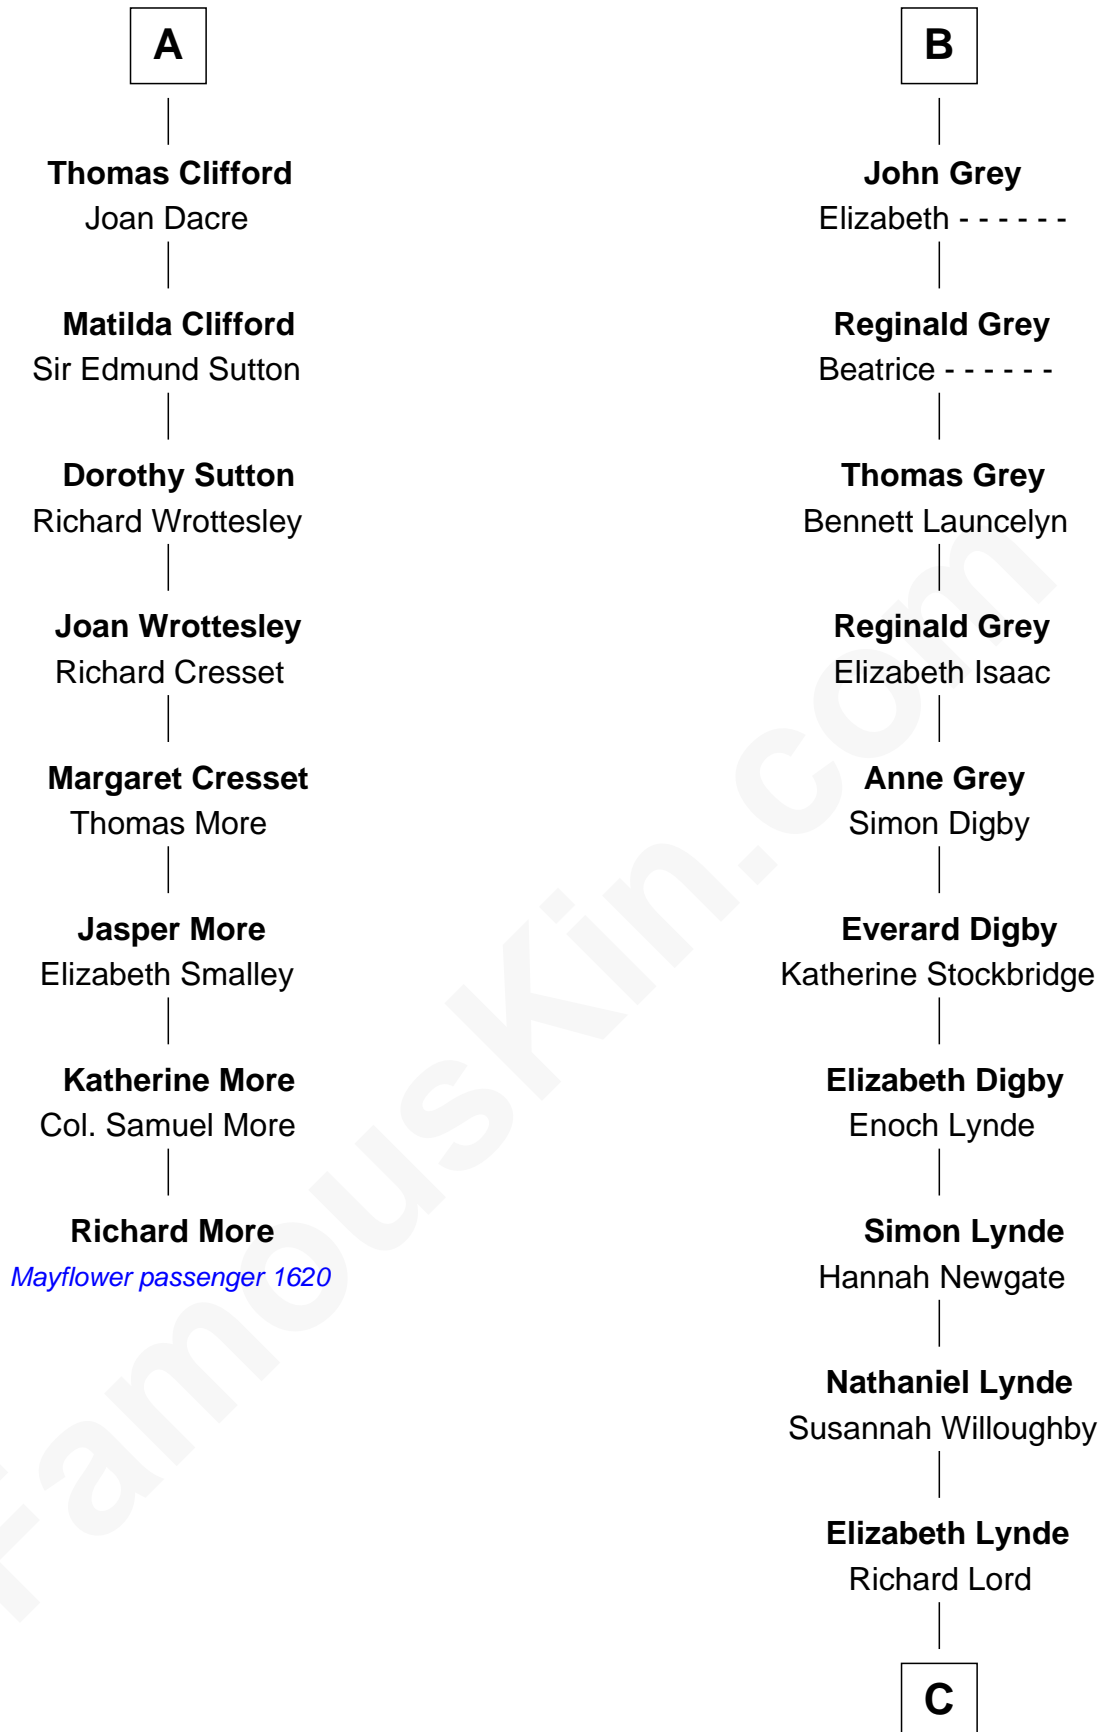 A
Thomas Clifford
Joan Dacre
Matilda Clifford
Sir Edmund Sutton
Dorothy Sutton
Richard Wrottesley
Joan Wrottesley
Richard Cresset
Margaret Cresset
Thomas More
Jasper More
Elizabeth Smalley
Katherine More
Col. Samuel More
Richard More
Mayflower passenger 1620
B
John Grey
Elizabeth - - - - - -
Reginald Grey
Beatrice - - - - - -
Thomas Grey
Bennett Launcelyn
Reginald Grey
Elizabeth Isaac
Anne Grey
Simon Digby
Everard Digby
Katherine Stockbridge
Elizabeth Digby
Enoch Lynde
Simon Lynde
Hannah Newgate
Nathaniel Lynde
Susannah Willoughby
Elizabeth Lynde
Richard Lord
C
FamousKin.com